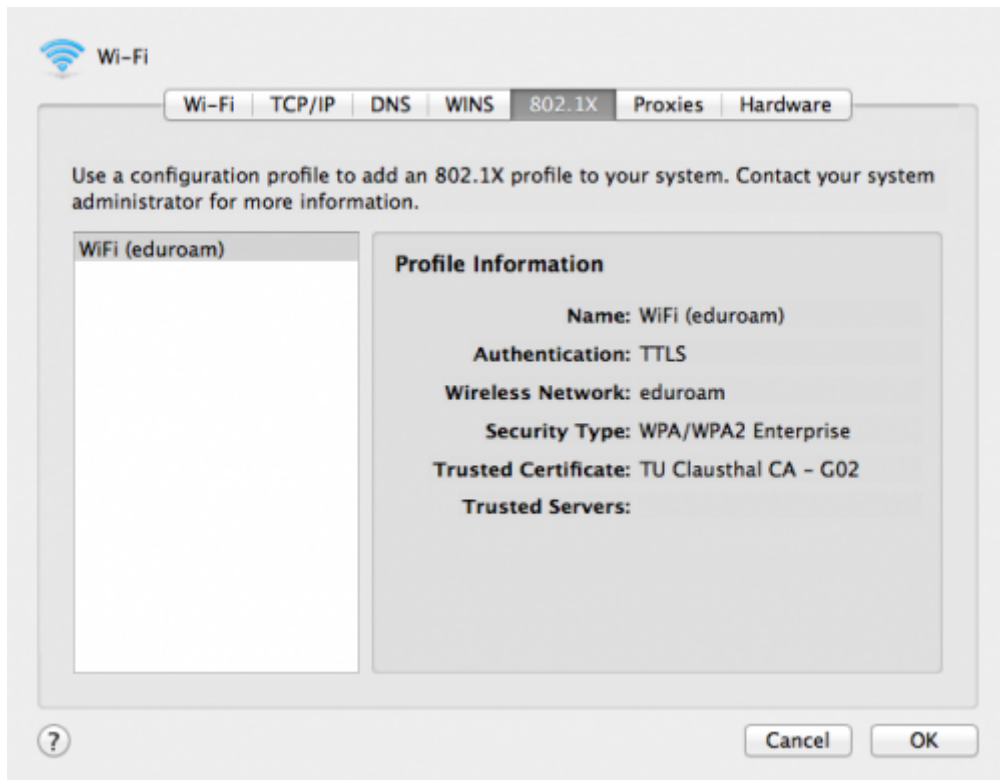 Wi-Fi
Wi-Fi TCP/IP DNS WINS 802.1X Proxies Hardware
Use a configuration profile to add an 802.1X profile to your system. Contact your system
administrator for more information.
WiFi (eduroam)
Profile Information
Name: WiFi (eduroam)
Authentication: TTLS
Wireless Network: eduroam
Security Type: WPA/WPA2 Enterprise
Trusted Certificate: TU Clausthal CA - G02
Trusted Servers:
? Cancel OK